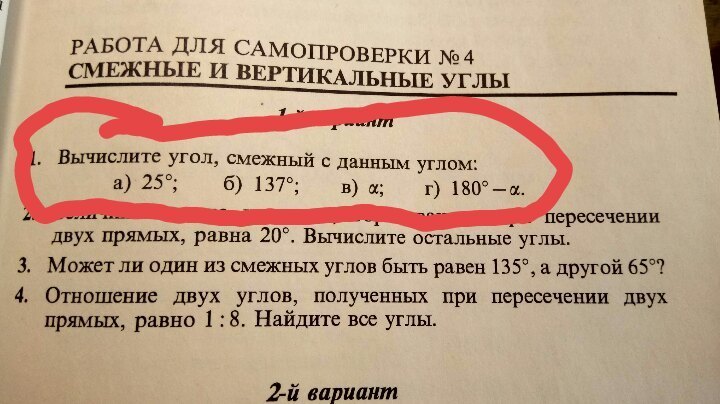 РАБОТА ДЛЯ САМОПРОВЕРКИ № 4
СМЕЖНЫЕ И ВЕРТИКАЛЬНЫЕ УГЛЫ
1-й вариант
1. Вычислите угол, смежный с данным углом:
а) 25°; б) 137°; в) α; г) 180° – α.
2. пересечении
двух прямых, равна 20°. Вычислите остальные углы.
3. Может ли один из смежных углов быть равен 135°, а другой 65°?
4. Отношение двух углов, полученных при пересечении двух
прямых, равно 1 : 8. Найдите все углы.
2-й вариант